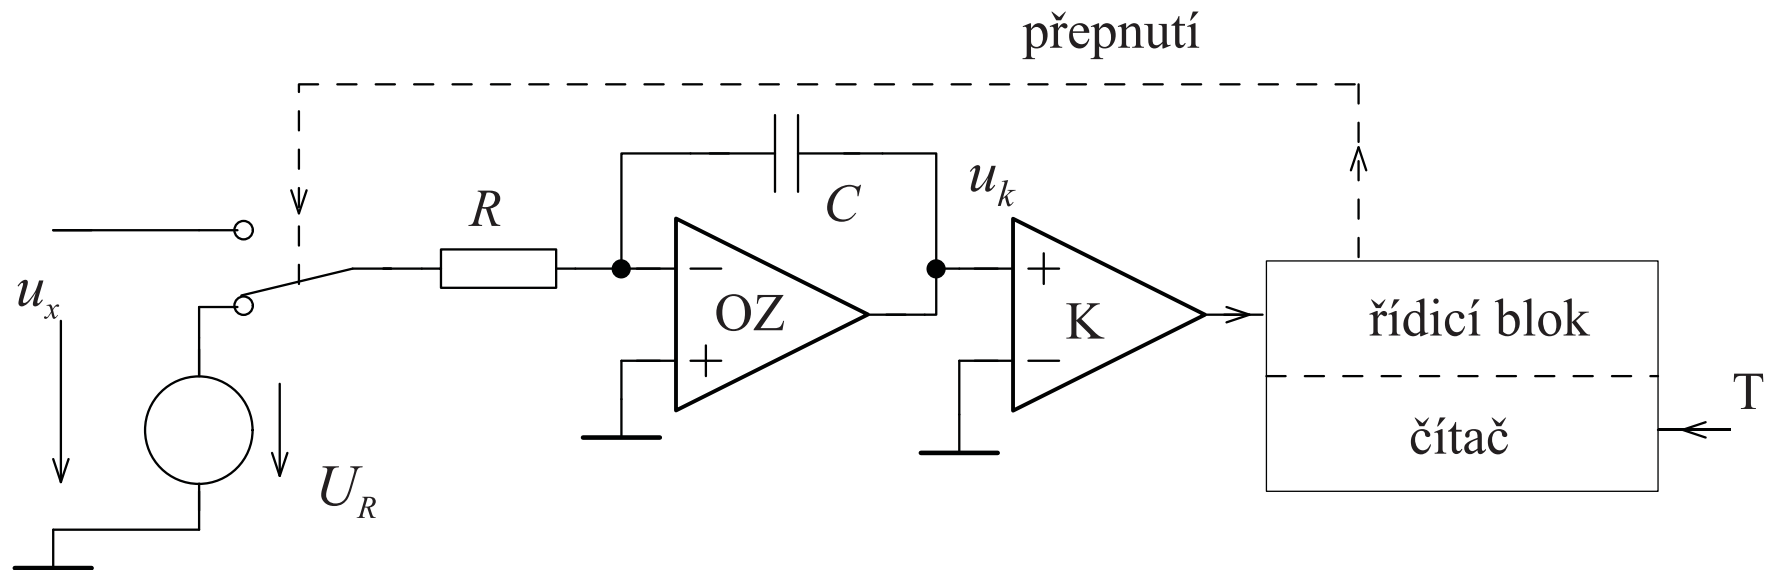 přepnutí
R
C
u_k
u_x
− OZ +
+ K −
řídicí blok
T
čítač
U_R